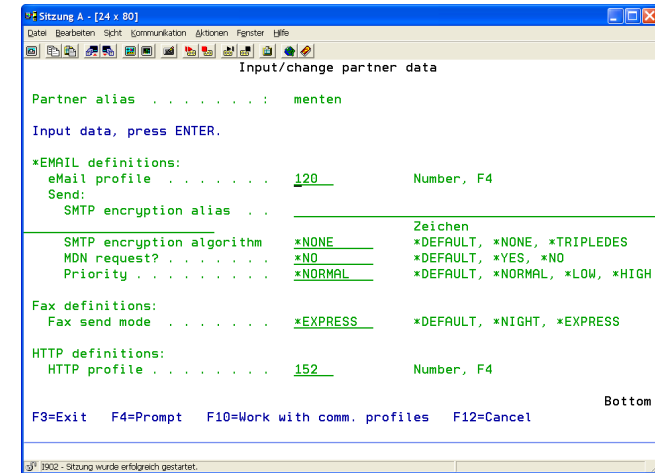 Sitzung A - [24 x 80]
Datei Bearbeiten Sicht Kommunikation Aktionen Fenster Hilfe
Input/change partner data
Partner alias . . . . . . . : menten
Input data, press ENTER.
*EMAIL definitions:
eMail profile . . . . . . . 120 Number, F4
Send:
SMTP encryption alias . .
Zeichen
SMTP encryption algorithm *NONE *DEFAULT, *NONE, *TRIPLEDES
MDN request? . . . . . . . *NO *DEFAULT, *YES, *NO
Priority . . . . . . . . . *NORMAL *DEFAULT, *NORMAL, *LOW, *HIGH
Fax definitions:
Fax send mode . . . . . . . *EXPRESS *DEFAULT, *NIGHT, *EXPRESS
HTTP definitions:
HTTP profile . . . . . . . . 152 Number, F4
Bottom
F3=Exit F4=Prompt F10=Work with comm. profiles F12=Cancel
I902 - Sitzung wurde erfolgreich gestartet.